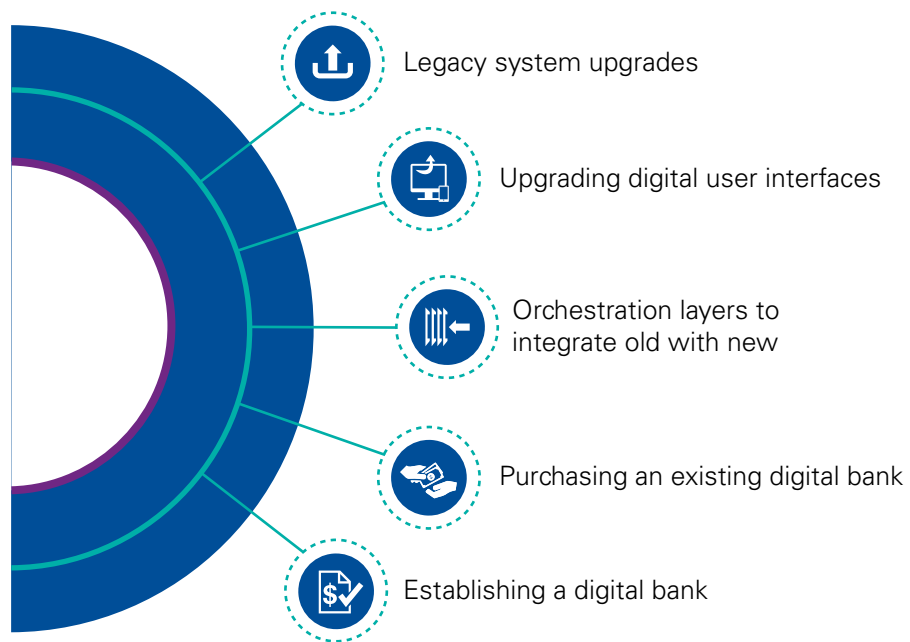 Legacy system upgrades
Upgrading digital user interfaces
Orchestration layers to
integrate old with new
Purchasing an existing digital bank
$
Establishing a digital bank